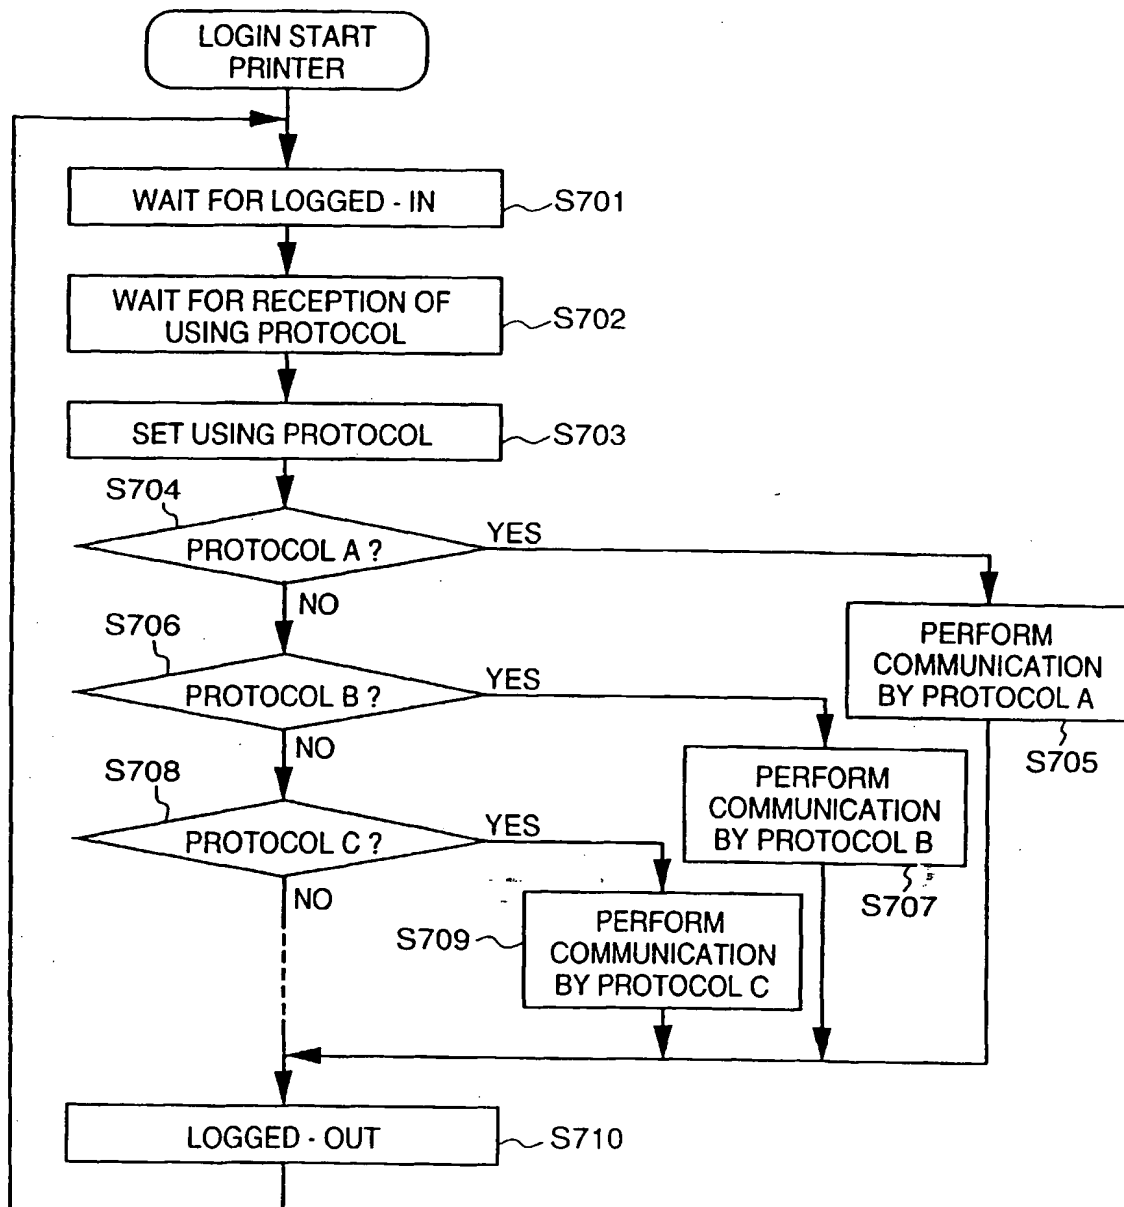 LOGIN START
PRINTER
WAIT FOR LOGGED - IN
S701
WAIT FOR RECEPTION OF
USING PROTOCOL
S702
SET USING PROTOCOL
S703
S704
PROTOCOL A ?
YES
NO
PERFORM
COMMUNICATION
BY PROTOCOL A
S705
S706
PROTOCOL B ?
YES
NO
PERFORM
COMMUNICATION
BY PROTOCOL B
S707
S708
PROTOCOL C ?
YES
NO
PERFORM
COMMUNICATION
BY PROTOCOL C
S709
LOGGED - OUT
S710